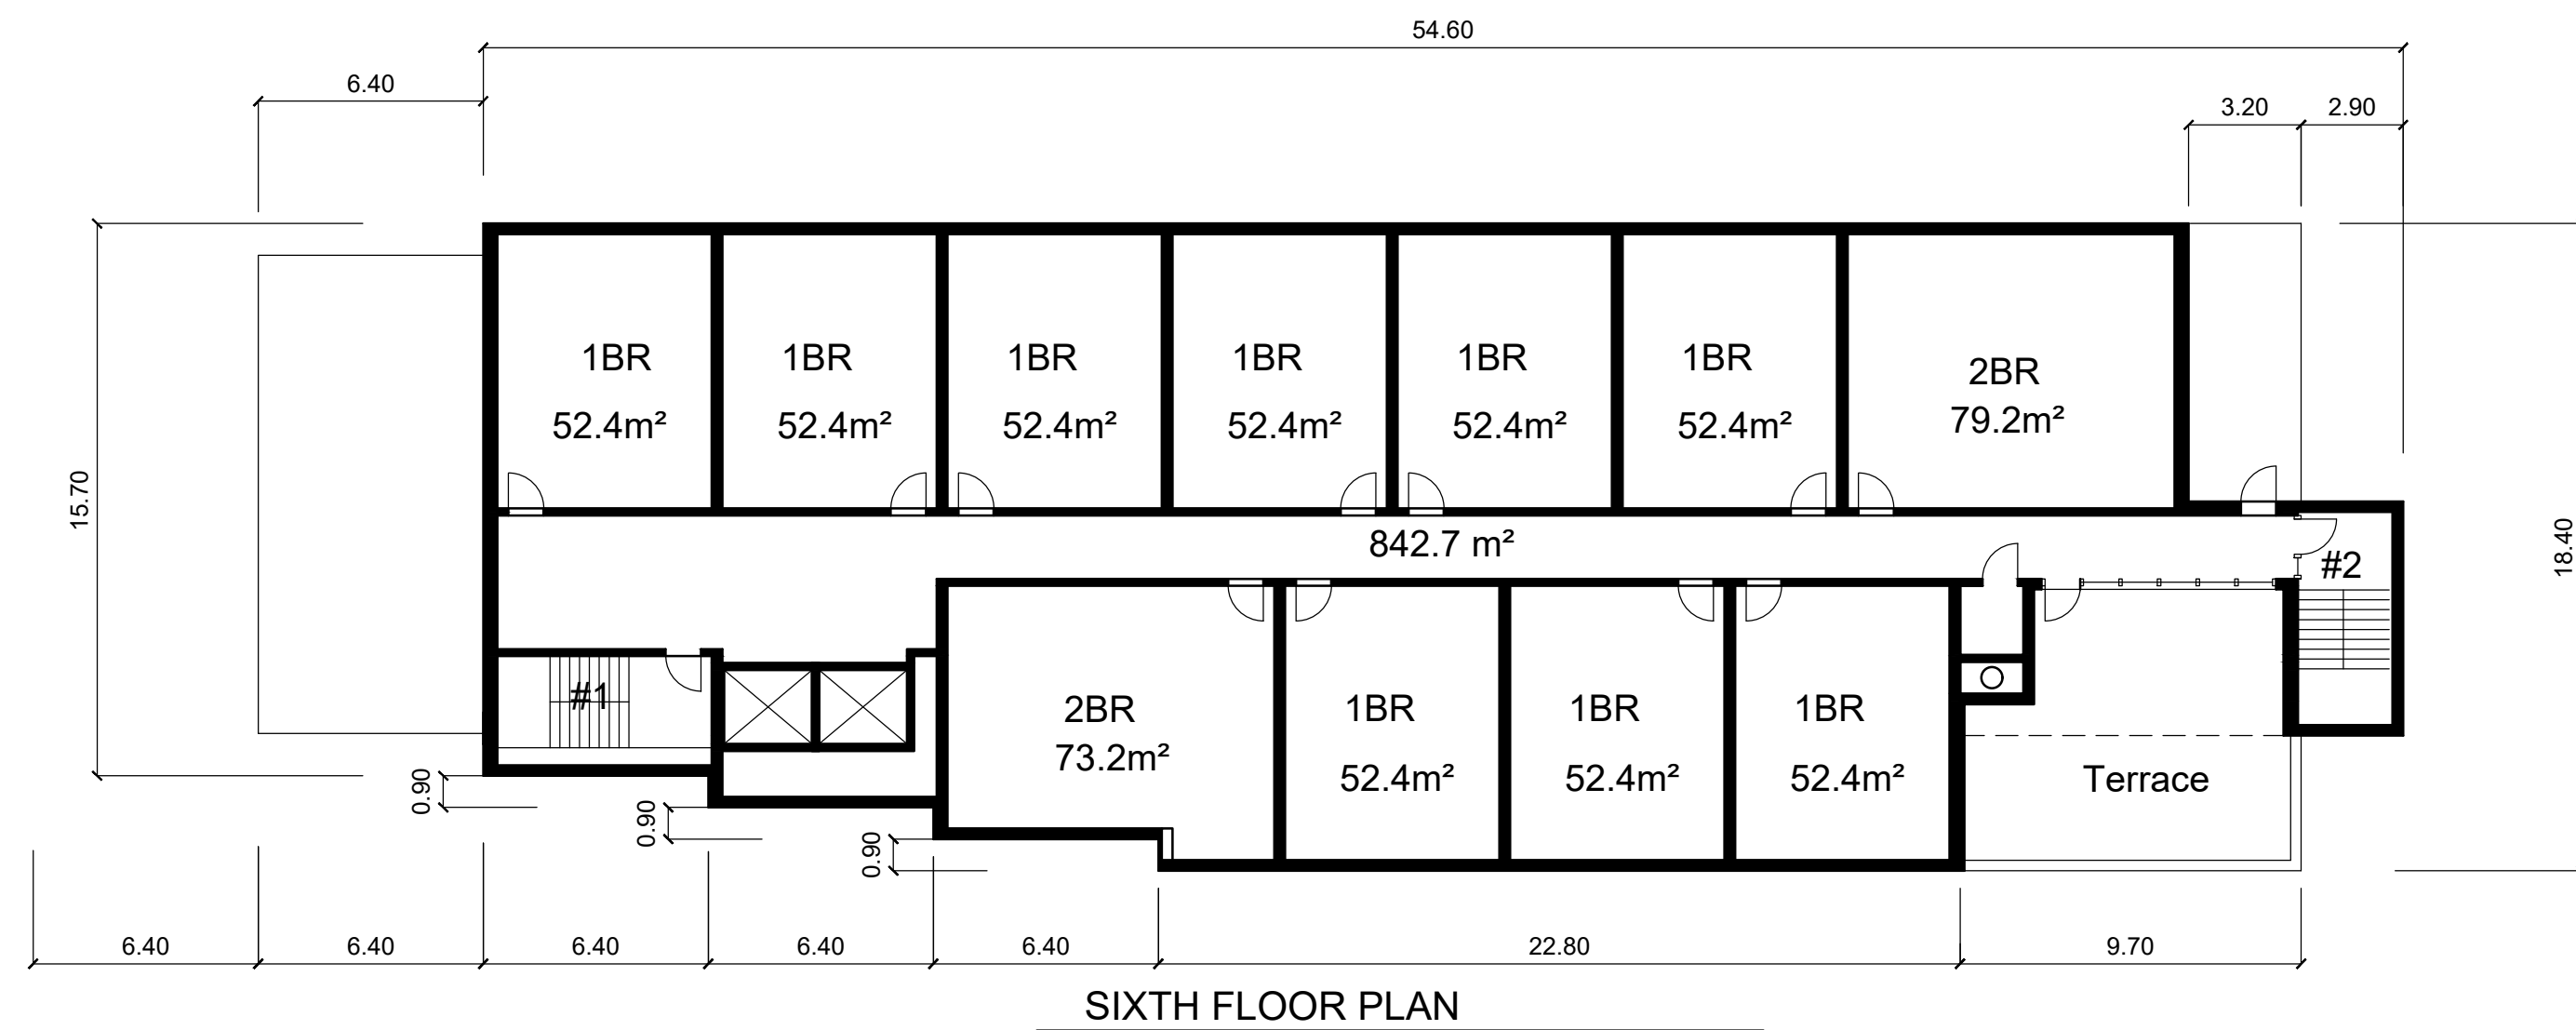 54.60
6.40
3.20
2.90
1BR
52.4m²
1BR
52.4m²
1BR
52.4m²
1BR
52.4m²
1BR
52.4m²
1BR
52.4m²
2BR
79.2m²
15.70
842.7 m²
18.40
#2
#1
2BR
73.2m²
1BR
52.4m²
1BR
52.4m²
1BR
52.4m²
Terrace
0.90
0.90
0.90
6.40
6.40
6.40
6.40
6.40
22.80
9.70
SIXTH FLOOR PLAN